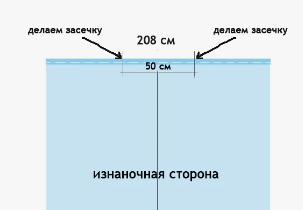 делаем засечку
делаем засечку
208 см
50 см
изнаночная сторона